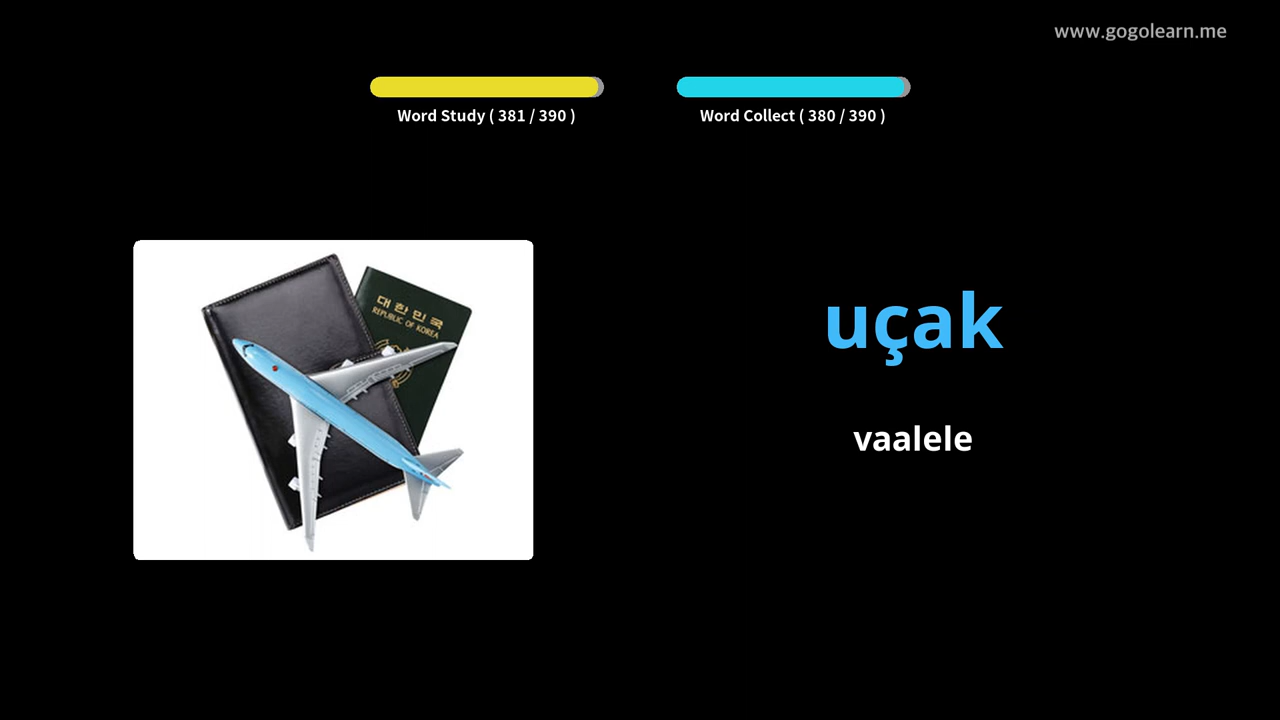 www.gogolearn.me
Word Study ( 381 / 390 )
Word Collect ( 380 / 390 )
대한민국
REPUBLIC OF KOREA
uçak
vaalele